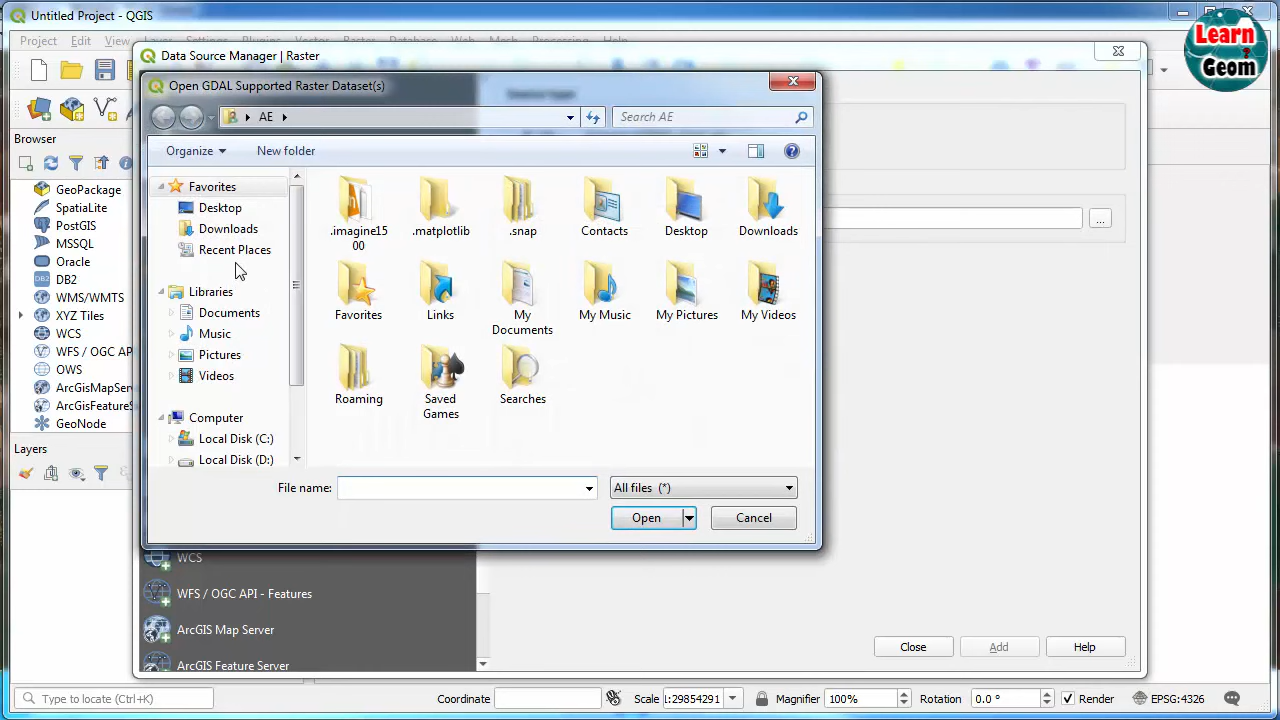 Untitled Project - QGIS
Learn
Geom
Project Edit View
Data Source Manager | Raster
Open GDAL Supported Raster Dataset(s)
AE
Search AE
Organize
New folder
Browser
GeoPackage
SpatiaLite
PostGIS
MSSQL
Oracle
DB2
WMS/WMTS
XYZ Tiles
WCS
WFS / OGC AP
OWS
ArcGisMapServ
ArcGisFeatureS
GeoNode
Favorites
Desktop
Downloads
Recent Places
Libraries
Documents
Music
Pictures
Videos
Computer
Local Disk (C:)
Local Disk (D:)
.imagine15
00
.matplotlib
.snap
Contacts
Desktop
Downloads
Favorites
Links
My
Documents
My Music
My Pictures
My Videos
Roaming
Saved
Games
Searches
...
File name:
All files (*)
Open
Cancel
Layers
WCS
WFS / OGC API - Features
ArcGIS Map Server
ArcGIS Feature Server
Close
Add
Help
Type to locate (Ctrl+K)
Coordinate
Scale
1:29854291
Magnifier
100%
Rotation
0.0 °
Render
EPSG:4326